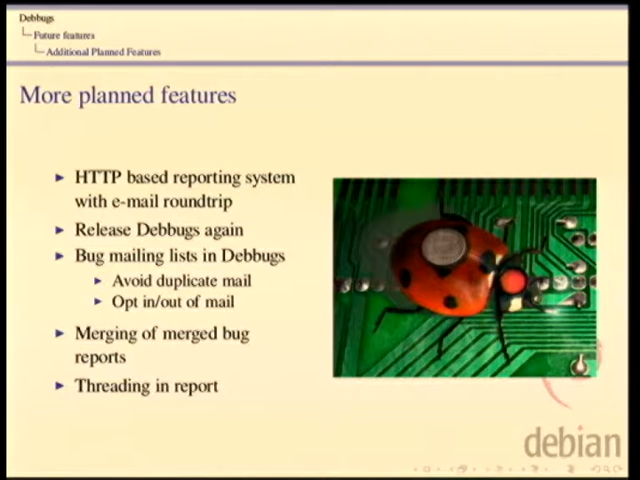 Debbugs
Future features
Additional Planned Features
More planned features
HTTP based reporting system
with e-mail roundtrip
Release Debbugs again
Bug mailing lists in Debbugs
Avoid duplicate mail
Opt in/out of mail
Merging of merged bug
reports
Threading in report
debian